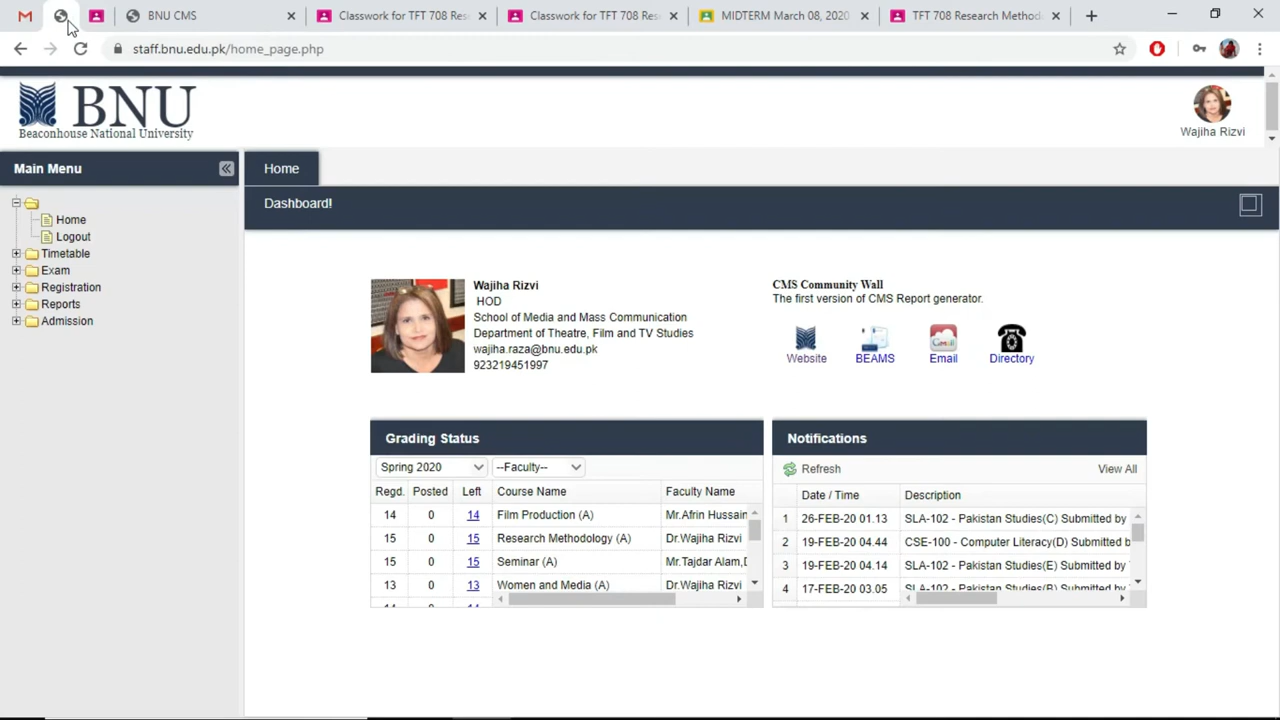 BNU CMS
Classwork for TFT 708 Res
Classwork for TFT 708 Res
MIDTERM March 08, 2020
TFT 708 Research Method
staff.bnu.edu.pk/home_page.php
BNU
Beaconhouse National University
Wajiha Rizvi
Main Menu
Home
Dashboard!
Home
Logout
Timetable
Exam
Registration
Reports
Admission
Wajiha Rizvi
HOD
School of Media and Mass Communication
Department of Theatre, Film and TV Studies
wajiha.raza@bnu.edu.pk
923219451997
CMS Community Wall
The first version of CMS Report generator.
Website BEAMS Email Directory
Grading Status
Spring 2020 --Faculty--
Regd. Posted Left Course Name Faculty Name
14 0 14 Film Production (A) Mr.Afrin Hussain
15 0 15 Research Methodology (A) Dr.Wajiha Rizvi
15 0 15 Seminar (A) Mr.Tajdar Alam,D
13 0 13 Women and Media (A) Dr.Wajiha Rizvi
Notifications
Refresh View All
Date / Time Description
1 26-FEB-20 01.13 SLA-102 - Pakistan Studies(C) Submitted by
2 19-FEB-20 04.44 CSE-100 - Computer Literacy(D) Submitted b
3 19-FEB-20 04.14 SLA-102 - Pakistan Studies(E) Submitted by
4 17-FEB-20 03.05 SLA-102 - Pakistan Studies(B) Submitted by